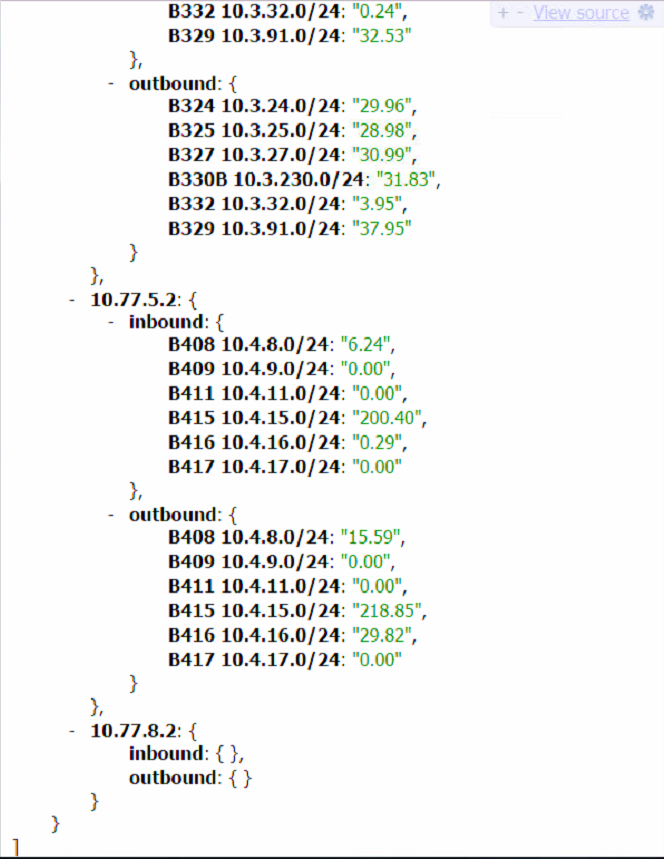 B332 10.3.32.0/24: "0.24",
+ - View source
B329 10.3.91.0/24: "32.53"
},
- outbound: {
B324 10.3.24.0/24: "29.96",
B325 10.3.25.0/24: "28.98",
B327 10.3.27.0/24: "30.99",
B330B 10.3.230.0/24: "31.83",
B332 10.3.32.0/24: "3.95",
B329 10.3.91.0/24: "37.95"
}
},
- 10.77.5.2: {
- inbound: {
B408 10.4.8.0/24: "6.24",
B409 10.4.9.0/24: "0.00",
B411 10.4.11.0/24: "0.00",
B415 10.4.15.0/24: "200.40",
B416 10.4.16.0/24: "0.29",
B417 10.4.17.0/24: "0.00"
},
- outbound: {
B408 10.4.8.0/24: "15.59",
B409 10.4.9.0/24: "0.00",
B411 10.4.11.0/24: "0.00",
B415 10.4.15.0/24: "218.85",
B416 10.4.16.0/24: "29.82",
B417 10.4.17.0/24: "0.00"
}
},
- 10.77.8.2: {
inbound: { },
outbound: { }
}
}
]